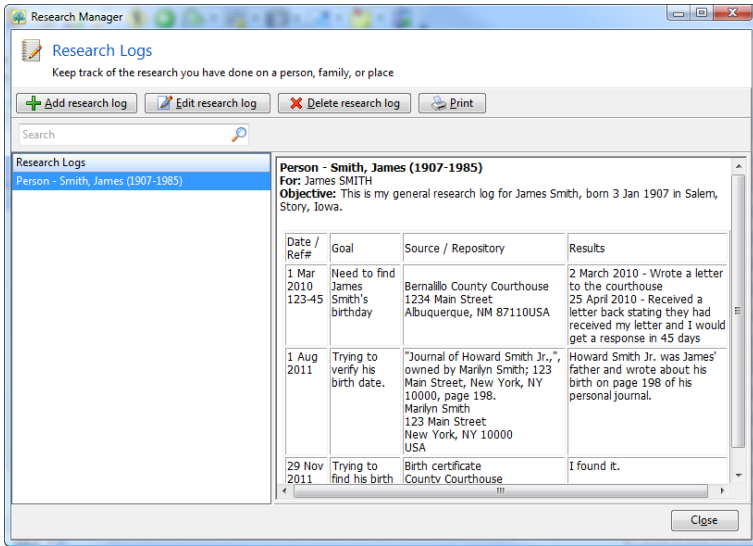 Research Manager
Research Logs
Keep track of the research you have done on a person, family, or place
Add research log
Edit research log
Delete research log
Print
Search
Research Logs
Person - Smith, James (1907-1985)
Person - Smith, James (1907-1985)
For: James SMITH
Objective: This is my general research log for James Smith, born 3 Jan 1907 in Salem,
Story, Iowa.
Date /
Ref#
Goal
Source / Repository
Results
1 Mar
2010
123-45
Need to find
James
Smith's
birthday
Bernalillo County Courthouse
1234 Main Street
Albuquerque, NM 87110USA
2 March 2010 - Wrote a letter
to the courthouse
25 April 2010 - Received a
letter back stating they had
received my letter and I would
get a response in 45 days
1 Aug
2011
Trying to
verify his
birth date.
"Journal of Howard Smith Jr.,",
owned by Marilyn Smith; 123
Main Street, New York, NY
10000, page 198.
Marilyn Smith
123 Main Street
New York, NY 10000
USA
Howard Smith Jr. was James'
father and wrote about his
birth on page 198 of his
personal journal.
29 Nov
2011
Trying to
find his birth
Birth certificate
County Courthouse
I found it.
Close